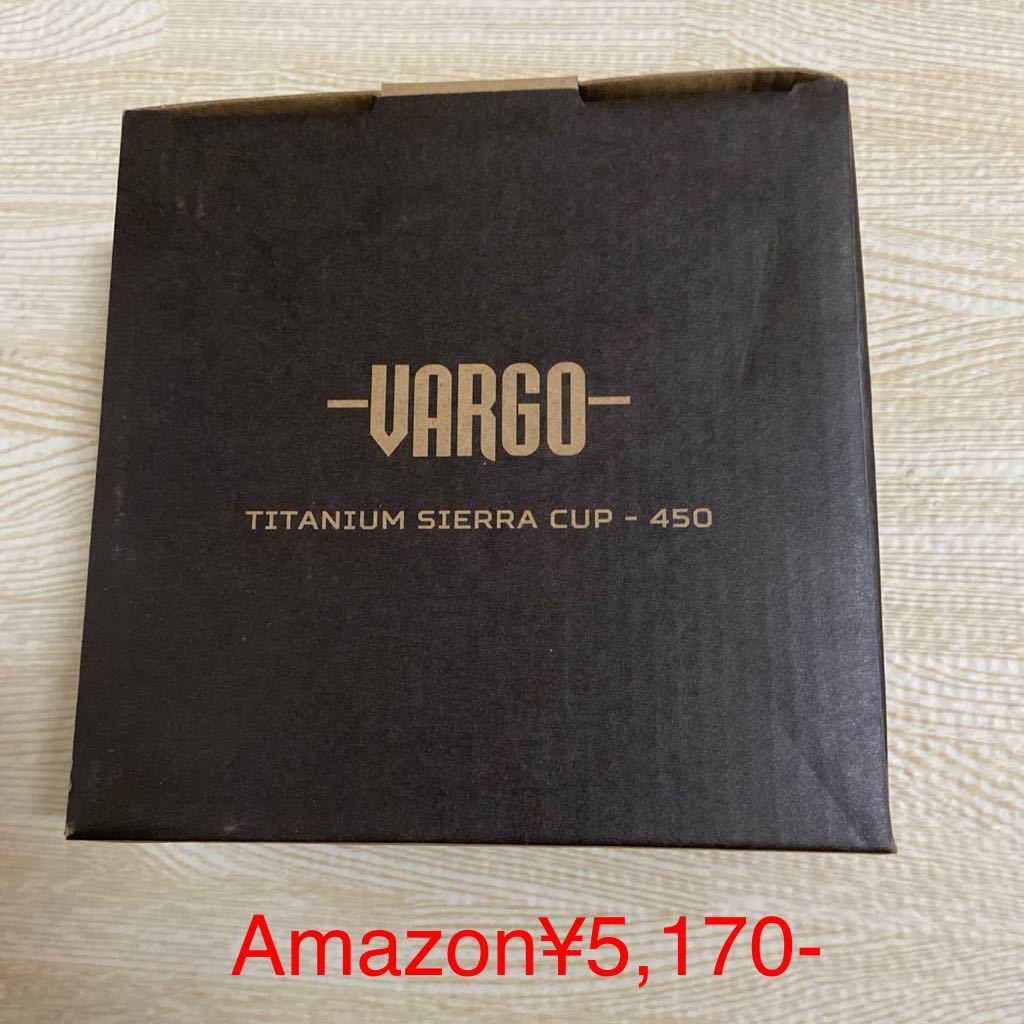 VARGO
TITANIUM SIERRA CUP - 450
Amazon¥5,170-